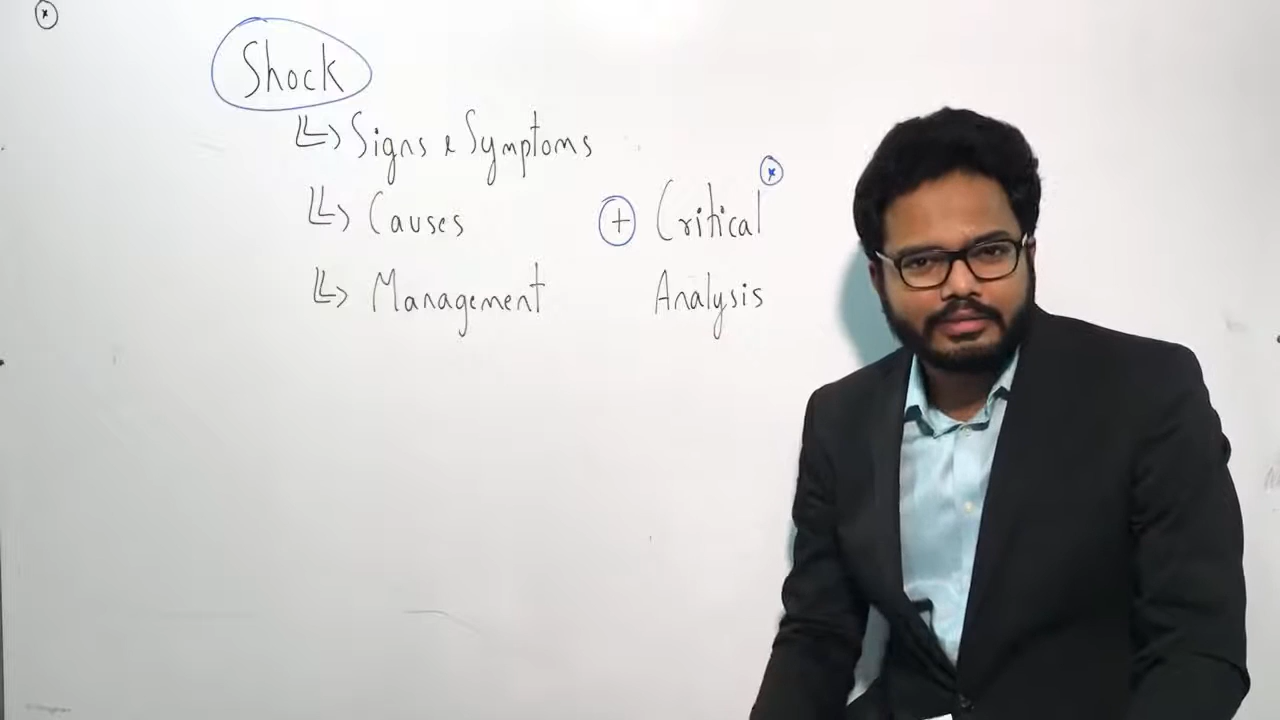 Shock
Signs & Symptoms
Causes
+ Critical
Management
Analysis